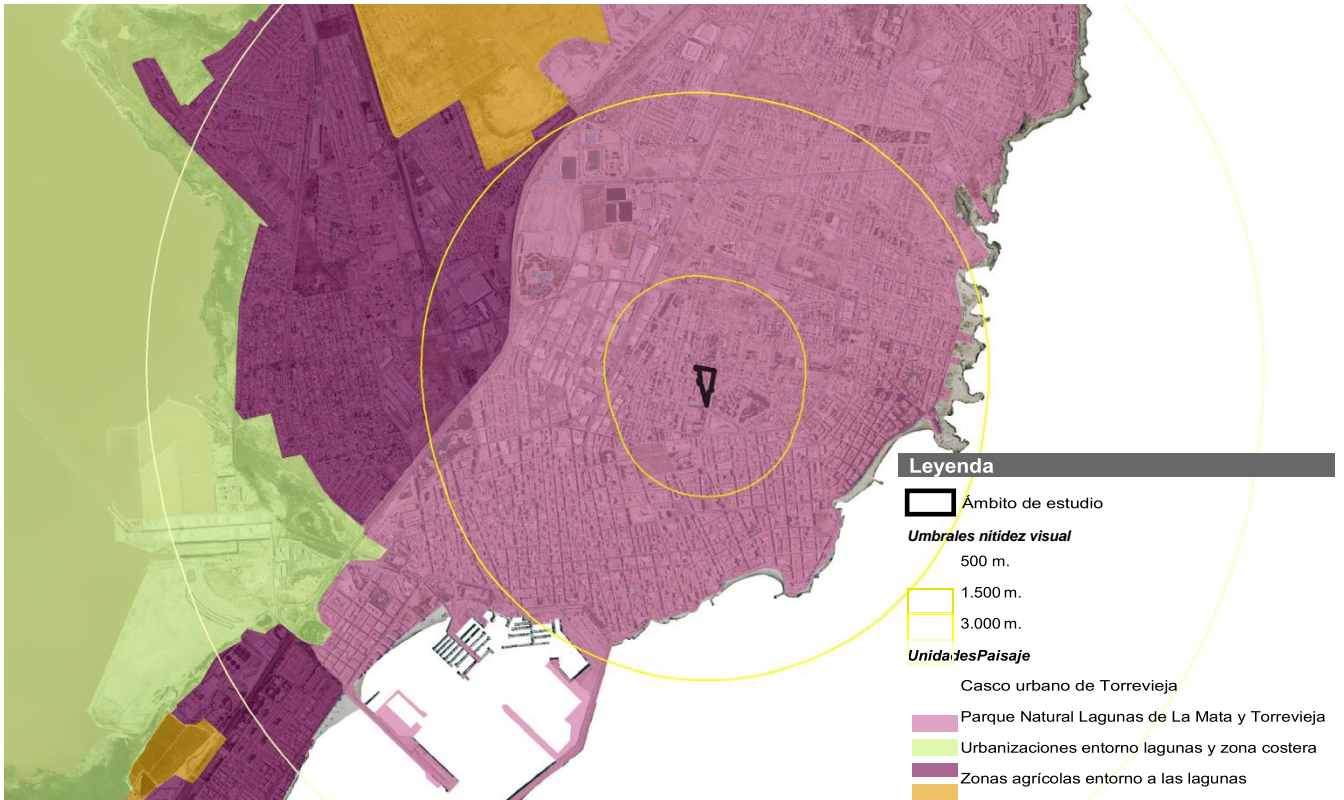 Leyenda
Ámbito de estudio
Umbrales nitidez visual
500 m.
1.500 m.
3.000 m.
UnidadesPaisaje
Casco urbano de Torrevieja
Parque Natural Lagunas de La Mata y Torrevieja
Urbanizaciones entorno lagunas y zona costera
Zonas agrícolas entorno a las lagunas